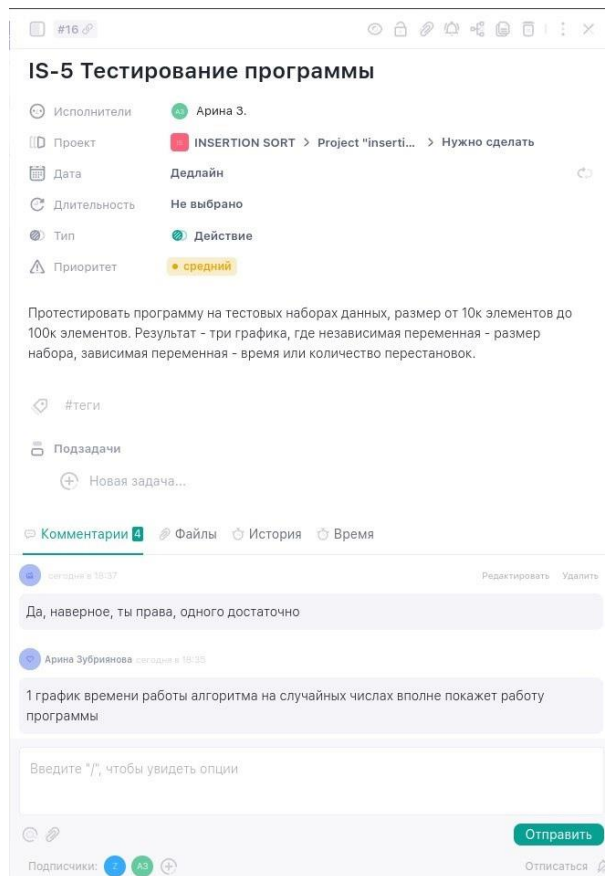 #16
IS-5 Тестирование программы
Исполнители АЗ Арина З.
Проект IS INSERTION SORT > Project "inserti... > Нужно сделать
Дата Дедлайн
Длительность Не выбрано
Тип Действие
Приоритет • средний
Протестировать программу на тестовых наборах данных, размер от 10к элементов до
100к элементов. Результат - три графика, где независимая переменная - размер
набора, зависимая переменная - время или количество перестановок.
#теги
Подзадачи
Новая задача...
Комментарии 4 Файлы История Время
сегодня в 18:37 Редактировать Удалить
Да, наверное, ты права, одного достаточно
Арина Зубриянова сегодня в 18:35
1 график времени работы алгоритма на случайных числах вполне покажет работу
программы
Введите "/", чтобы увидеть опции
Отправить
Подписчики: Z АЗ Отписаться